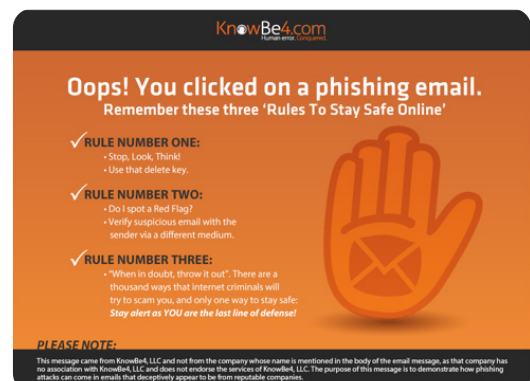 KnowBe4.com
Human error. Conquered.
Oops! You clicked on a phishing email.
Remember these three ‘Rules To Stay Safe Online’
RULE NUMBER ONE:
• Stop, Look, Think!
• Use that delete key.
RULE NUMBER TWO:
• Do I spot a Red Flag?
• Verify suspicious email with the
sender via a different medium.
RULE NUMBER THREE:
• "When in doubt, throw it out". There are a
thousand ways that internet criminals will
try to scam you, and only one way to stay safe:
Stay alert as YOU are the last line of defense!
PLEASE NOTE:
This message came from KnowBe4, LLC and not from the company whose name is mentioned in the body of the email message, as that company has
no association with KnowBe4, LLC and does not endorse the services of KnowBe4, LLC. The purpose of this message is to demonstrate how phishing
attacks can come in emails that deceptively appear to be from reputable companies.